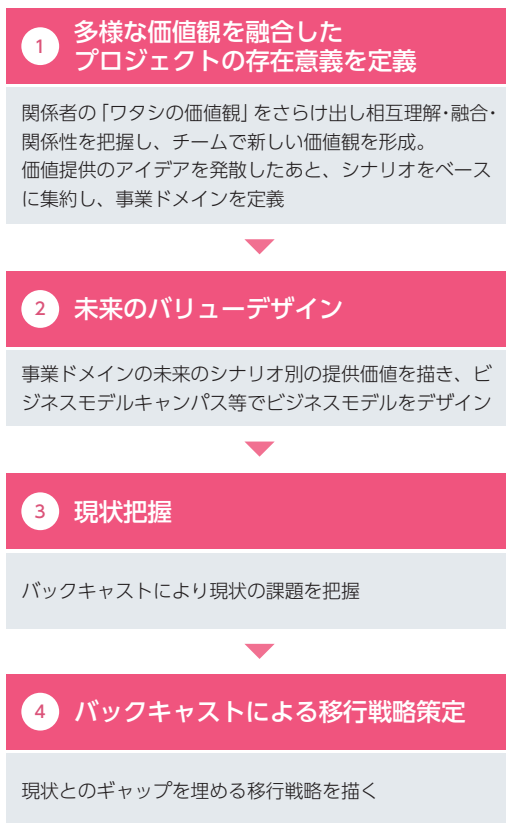 1 多様な価値観を融合した
プロジェクトの存在意義を定義
関係者の「ワタシの価値観」をさらけ出し相互理解・融合・
関係性を把握し、チームで新しい価値観を形成。
価値提供のアイデアを発散したあと、シナリオをベース
に集約し、事業ドメインを定義
2 未来のバリューデザイン
事業ドメインの未来のシナリオ別の提供価値を描き、ビ
ジネスモデルキャンパス等でビジネスモデルをデザイン
3 現状把握
バックキャストにより現状の課題を把握
4 バックキャストによる移行戦略策定
現状とのギャップを埋める移行戦略を描く